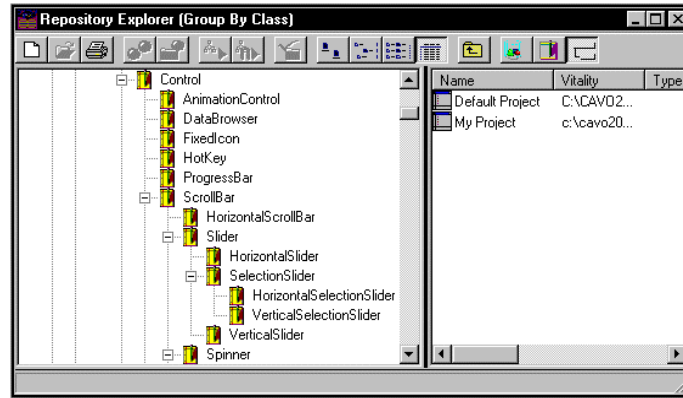 Repository Explorer (Group By Class)
Control
AnimationControl
DataBrowser
FixedIcon
HotKey
ProgressBar
ScrollBar
HorizontalScrollBar
Slider
HorizontalSlider
SelectionSlider
HorizontalSelectionSlider
VerticalSelectionSlider
VerticalSlider
Spinner
Name Vitality Type
Default Project C:\CAVO2...
My Project c:\cavo20...